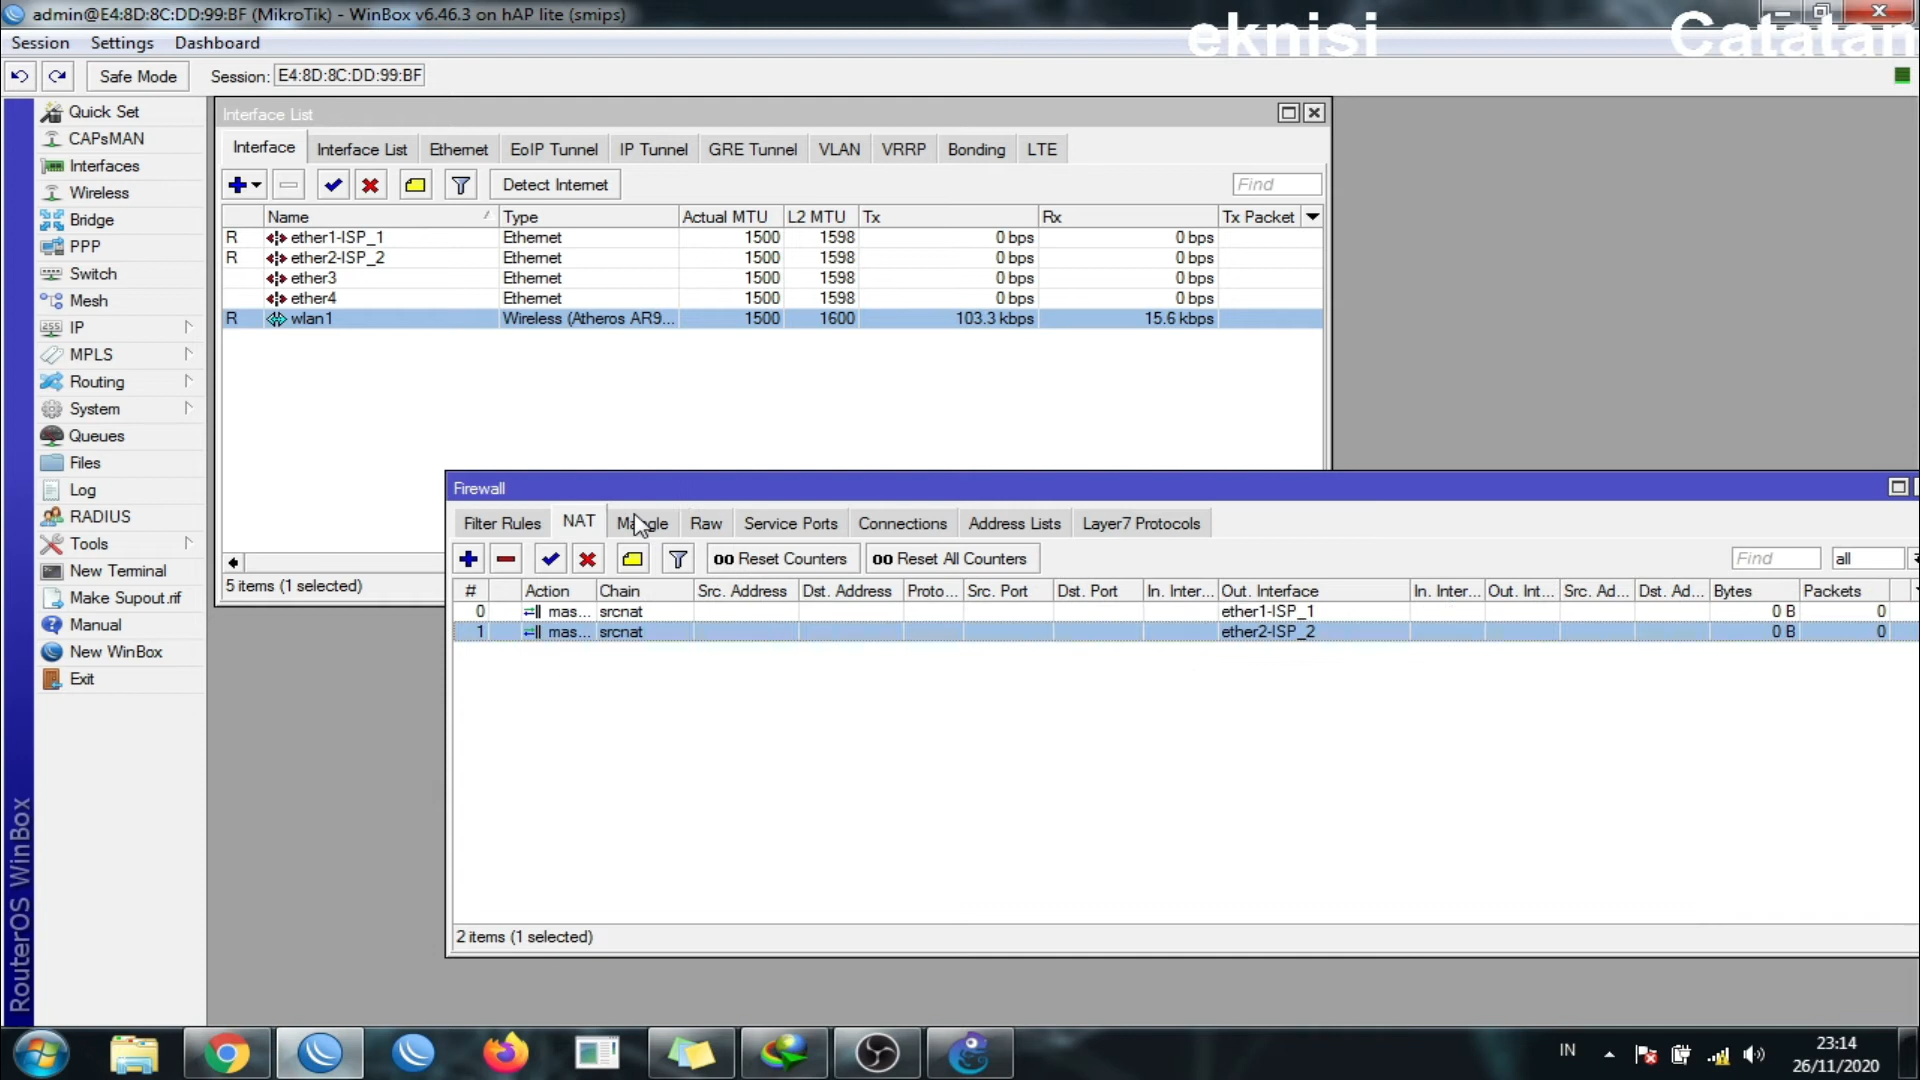 admin@E4:8D:8C:DD:99:BF (MikroTik) - WinBox v6.46.3 on hAP lite (smips)
eknisi
Catatan
Session Settings Dashboard
Safe Mode Session: E4:8D:8C:DD:99:BF
Quick Set
CAPsMAN
Interfaces
Wireless
Bridge
PPP
Switch
Mesh
IP
MPLS
Routing
System
Queues
Files
Log
RADIUS
Tools
New Terminal
Make Supout.rif
Manual
New WinBox
Exit
RouterOS WinBox
Interface List
Interface Interface List Ethernet EoIP Tunnel IP Tunnel GRE Tunnel VLAN VRRP Bonding LTE
Detect Internet Find
Name Type Actual MTU L2 MTU Tx Rx Tx Packet
R ether1-ISP_1 Ethernet 1500 1598 0 bps 0 bps
R ether2-ISP_2 Ethernet 1500 1598 0 bps 0 bps
ether3 Ethernet 1500 1598 0 bps 0 bps
ether4 Ethernet 1500 1598 0 bps 0 bps
R wlan1 Wireless (Atheros AR9... 1500 1600 103.3 kbps 15.6 kbps
5 items (1 selected)
Firewall
Filter Rules NAT Mangle Raw Service Ports Connections Address Lists Layer7 Protocols
00 Reset Counters 00 Reset All Counters Find all
# Action Chain Src. Address Dst. Address Proto... Src. Port Dst. Port In. Inter... Out. Interface In. Inter... Out. Int... Src. Ad... Dst. Ad... Bytes Packets
0 mas... srcnat ether1-ISP_1 0 B 0
1 mas... srcnat ether2-ISP_2 0 B 0
2 items (1 selected)
IN
23:14
26/11/2020